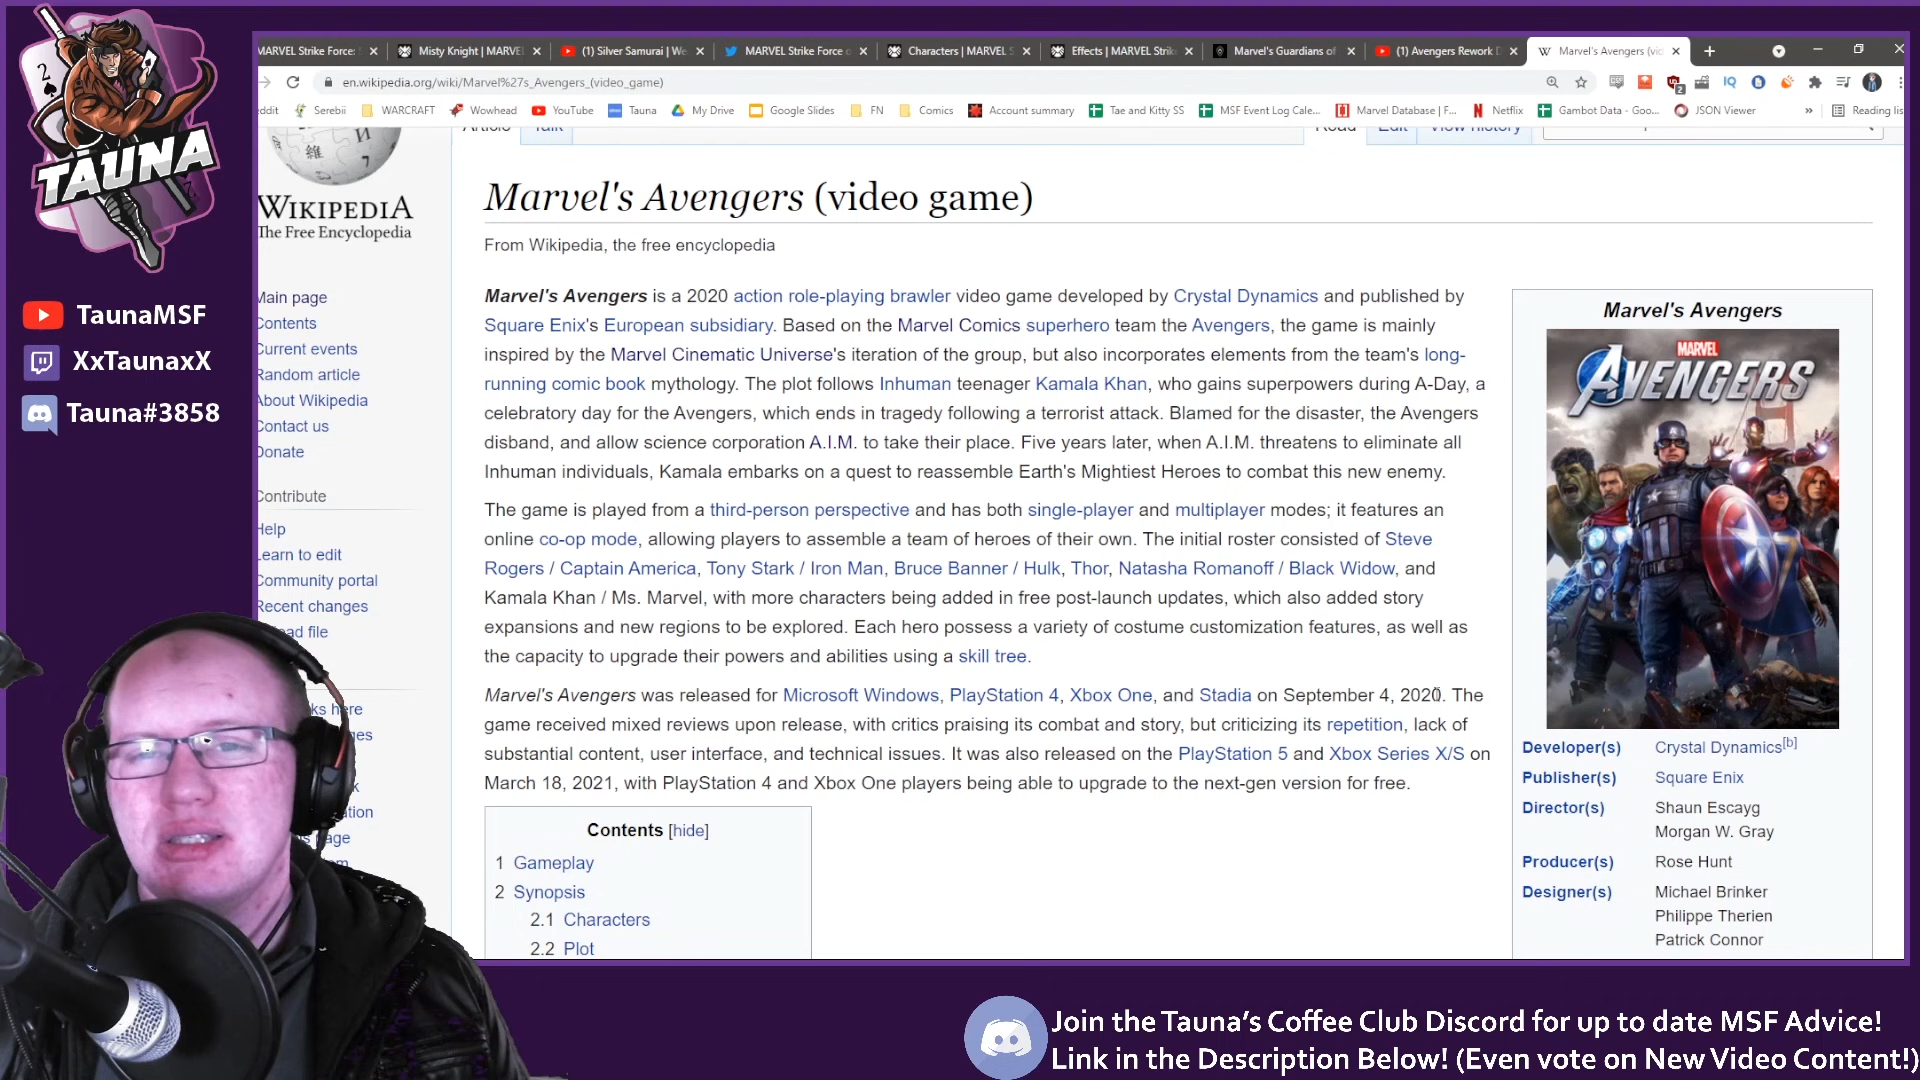 TAUNA
TaunaMSF
XxTaunaxX
Tauna#3858
MARVEL Strike Force:
Misty Knight | MARVEL
(1) Silver Samurai | We
MARVEL Strike Force o
Characters | MARVEL S
Effects | MARVEL Strik
Marvel's Guardians of
(1) Avengers Rework D
Marvel's Avengers (vid
en.wikipedia.org/wiki/Marvel%27s_Avengers_(video_game)
eddit
Serebii
WARCRAFT
Wowhead
YouTube
Tauna
My Drive
Google Slides
FN
Comics
Account summary
Tae and Kitty SS
MSF Event Log Cale...
Marvel Database | F...
Netflix
Gambot Data - Goo...
JSON Viewer
Reading lis
Article Talk
Read Edit View history
WIKIPEDIA
The Free Encyclopedia
Main page
Contents
Current events
Random article
About Wikipedia
Contact us
Donate
Contribute
Help
Learn to edit
Community portal
Recent changes
oad file
ks here
Marvel's Avengers (video game)
From Wikipedia, the free encyclopedia
Marvel's Avengers is a 2020 action role-playing brawler video game developed by Crystal Dynamics and published by
Square Enix's European subsidiary. Based on the Marvel Comics superhero team the Avengers, the game is mainly
inspired by the Marvel Cinematic Universe's iteration of the group, but also incorporates elements from the team's long-
running comic book mythology. The plot follows Inhuman teenager Kamala Khan, who gains superpowers during A-Day, a
celebratory day for the Avengers, which ends in tragedy following a terrorist attack. Blamed for the disaster, the Avengers
disband, and allow science corporation A.I.M. to take their place. Five years later, when A.I.M. threatens to eliminate all
Inhuman individuals, Kamala embarks on a quest to reassemble Earth's Mightiest Heroes to combat this new enemy.
The game is played from a third-person perspective and has both single-player and multiplayer modes; it features an
online co-op mode, allowing players to assemble a team of heroes of their own. The initial roster consisted of Steve
Rogers / Captain America, Tony Stark / Iron Man, Bruce Banner / Hulk, Thor, Natasha Romanoff / Black Widow, and
Kamala Khan / Ms. Marvel, with more characters being added in free post-launch updates, which also added story
expansions and new regions to be explored. Each hero possess a variety of costume customization features, as well as
the capacity to upgrade their powers and abilities using a skill tree.
Marvel's Avengers was released for Microsoft Windows, PlayStation 4, Xbox One, and Stadia on September 4, 2020. The
game received mixed reviews upon release, with critics praising its combat and story, but criticizing its repetition, lack of
substantial content, user interface, and technical issues. It was also released on the PlayStation 5 and Xbox Series X/S on
March 18, 2021, with PlayStation 4 and Xbox One players being able to upgrade to the next-gen version for free.
Contents [hide]
1 Gameplay
2 Synopsis
2.1 Characters
2.2 Plot
Marvel's Avengers
MARVEL
AVENGERS
Developer(s) Crystal Dynamics[b]
Publisher(s) Square Enix
Director(s) Shaun Escayg
Morgan W. Gray
Producer(s) Rose Hunt
Designer(s) Michael Brinker
Philippe Therien
Patrick Connor
Join the Tauna's Coffee Club Discord for up to date MSF Advice!
Link in the Description Below! (Even vote on New Video Content!)